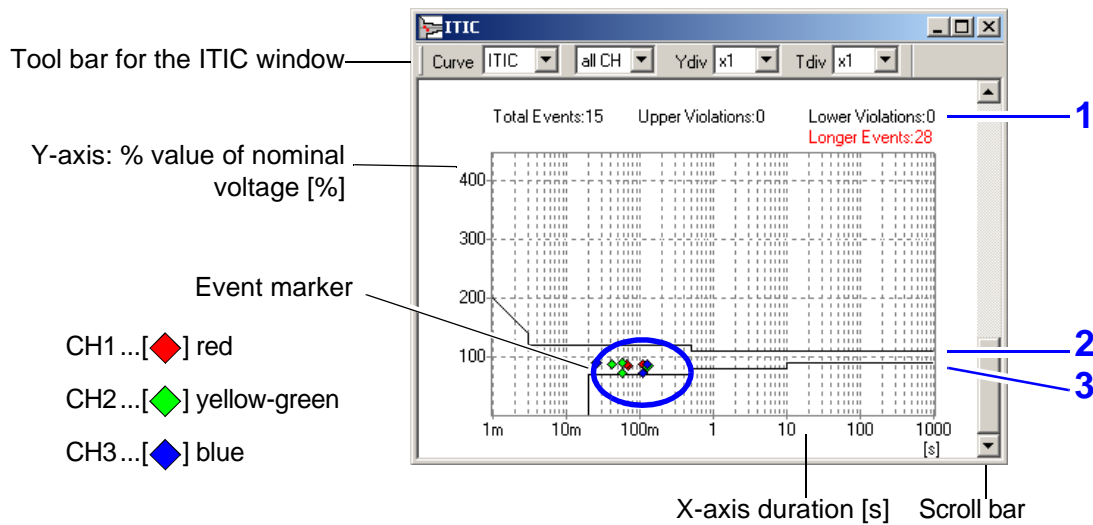 ITIC
Tool bar for the ITIC window
Curve ITIC all CH Ydiv x1 Tdiv x1
Total Events:15 Upper Violations:0 Lower Violations:0
Longer Events:28
1
Y-axis: % value of nominal
voltage [%]
400
300
Event marker
200
CH1...[ ] red
100
2
3
CH2...[ ] yellow-green
1m 10m 100m 1 10 100 1000
[s]
CH3...[ ] blue
X-axis duration [s] Scroll bar